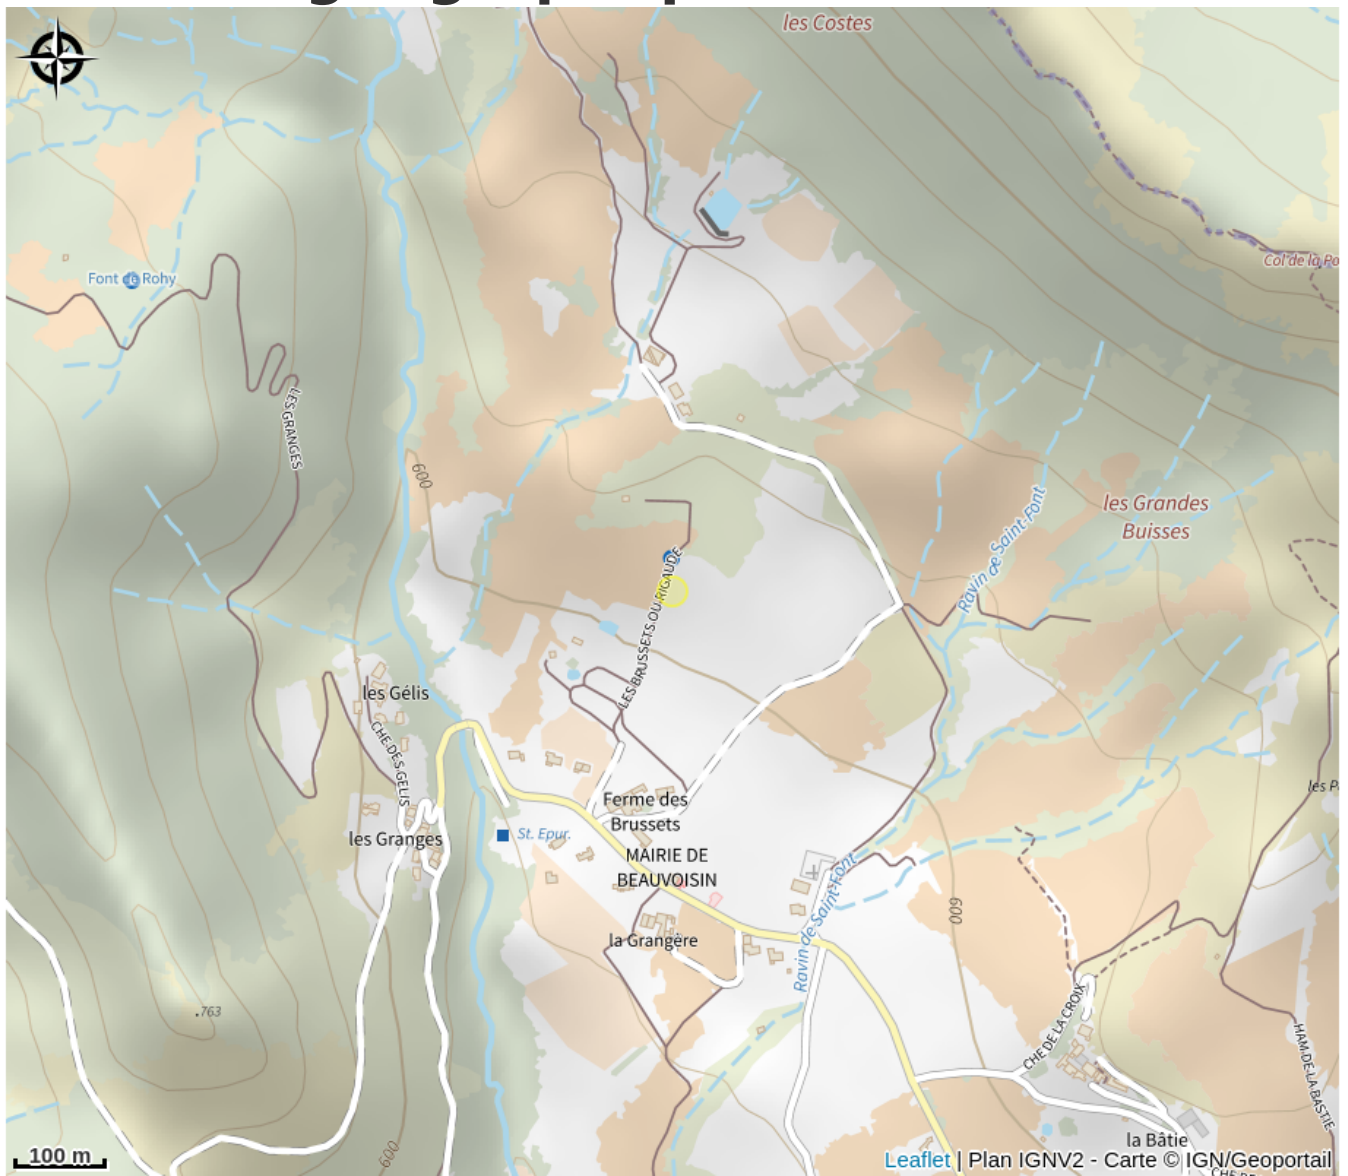 les Costes
Col de la Po
Font de Rohy
LES GRANGES
600
les Grandes
Buisses
Ravin de Saint-Font
LES BRUSSETS OU RIGAUDE
les Gélis
CHE DES GELIS
les P
Ferme des
Brussets
St. Epur.
les Granges
MAIRIE DE
BEAUVOISIN
Ravin de Saint-Font
600
la Grangère
.763
CHE DE LA CROIX
HAM DE LA BASTIE
600
la Bâtie
100 m
Leaflet | Plan IGNV2 - Carte © IGN/Geoportail